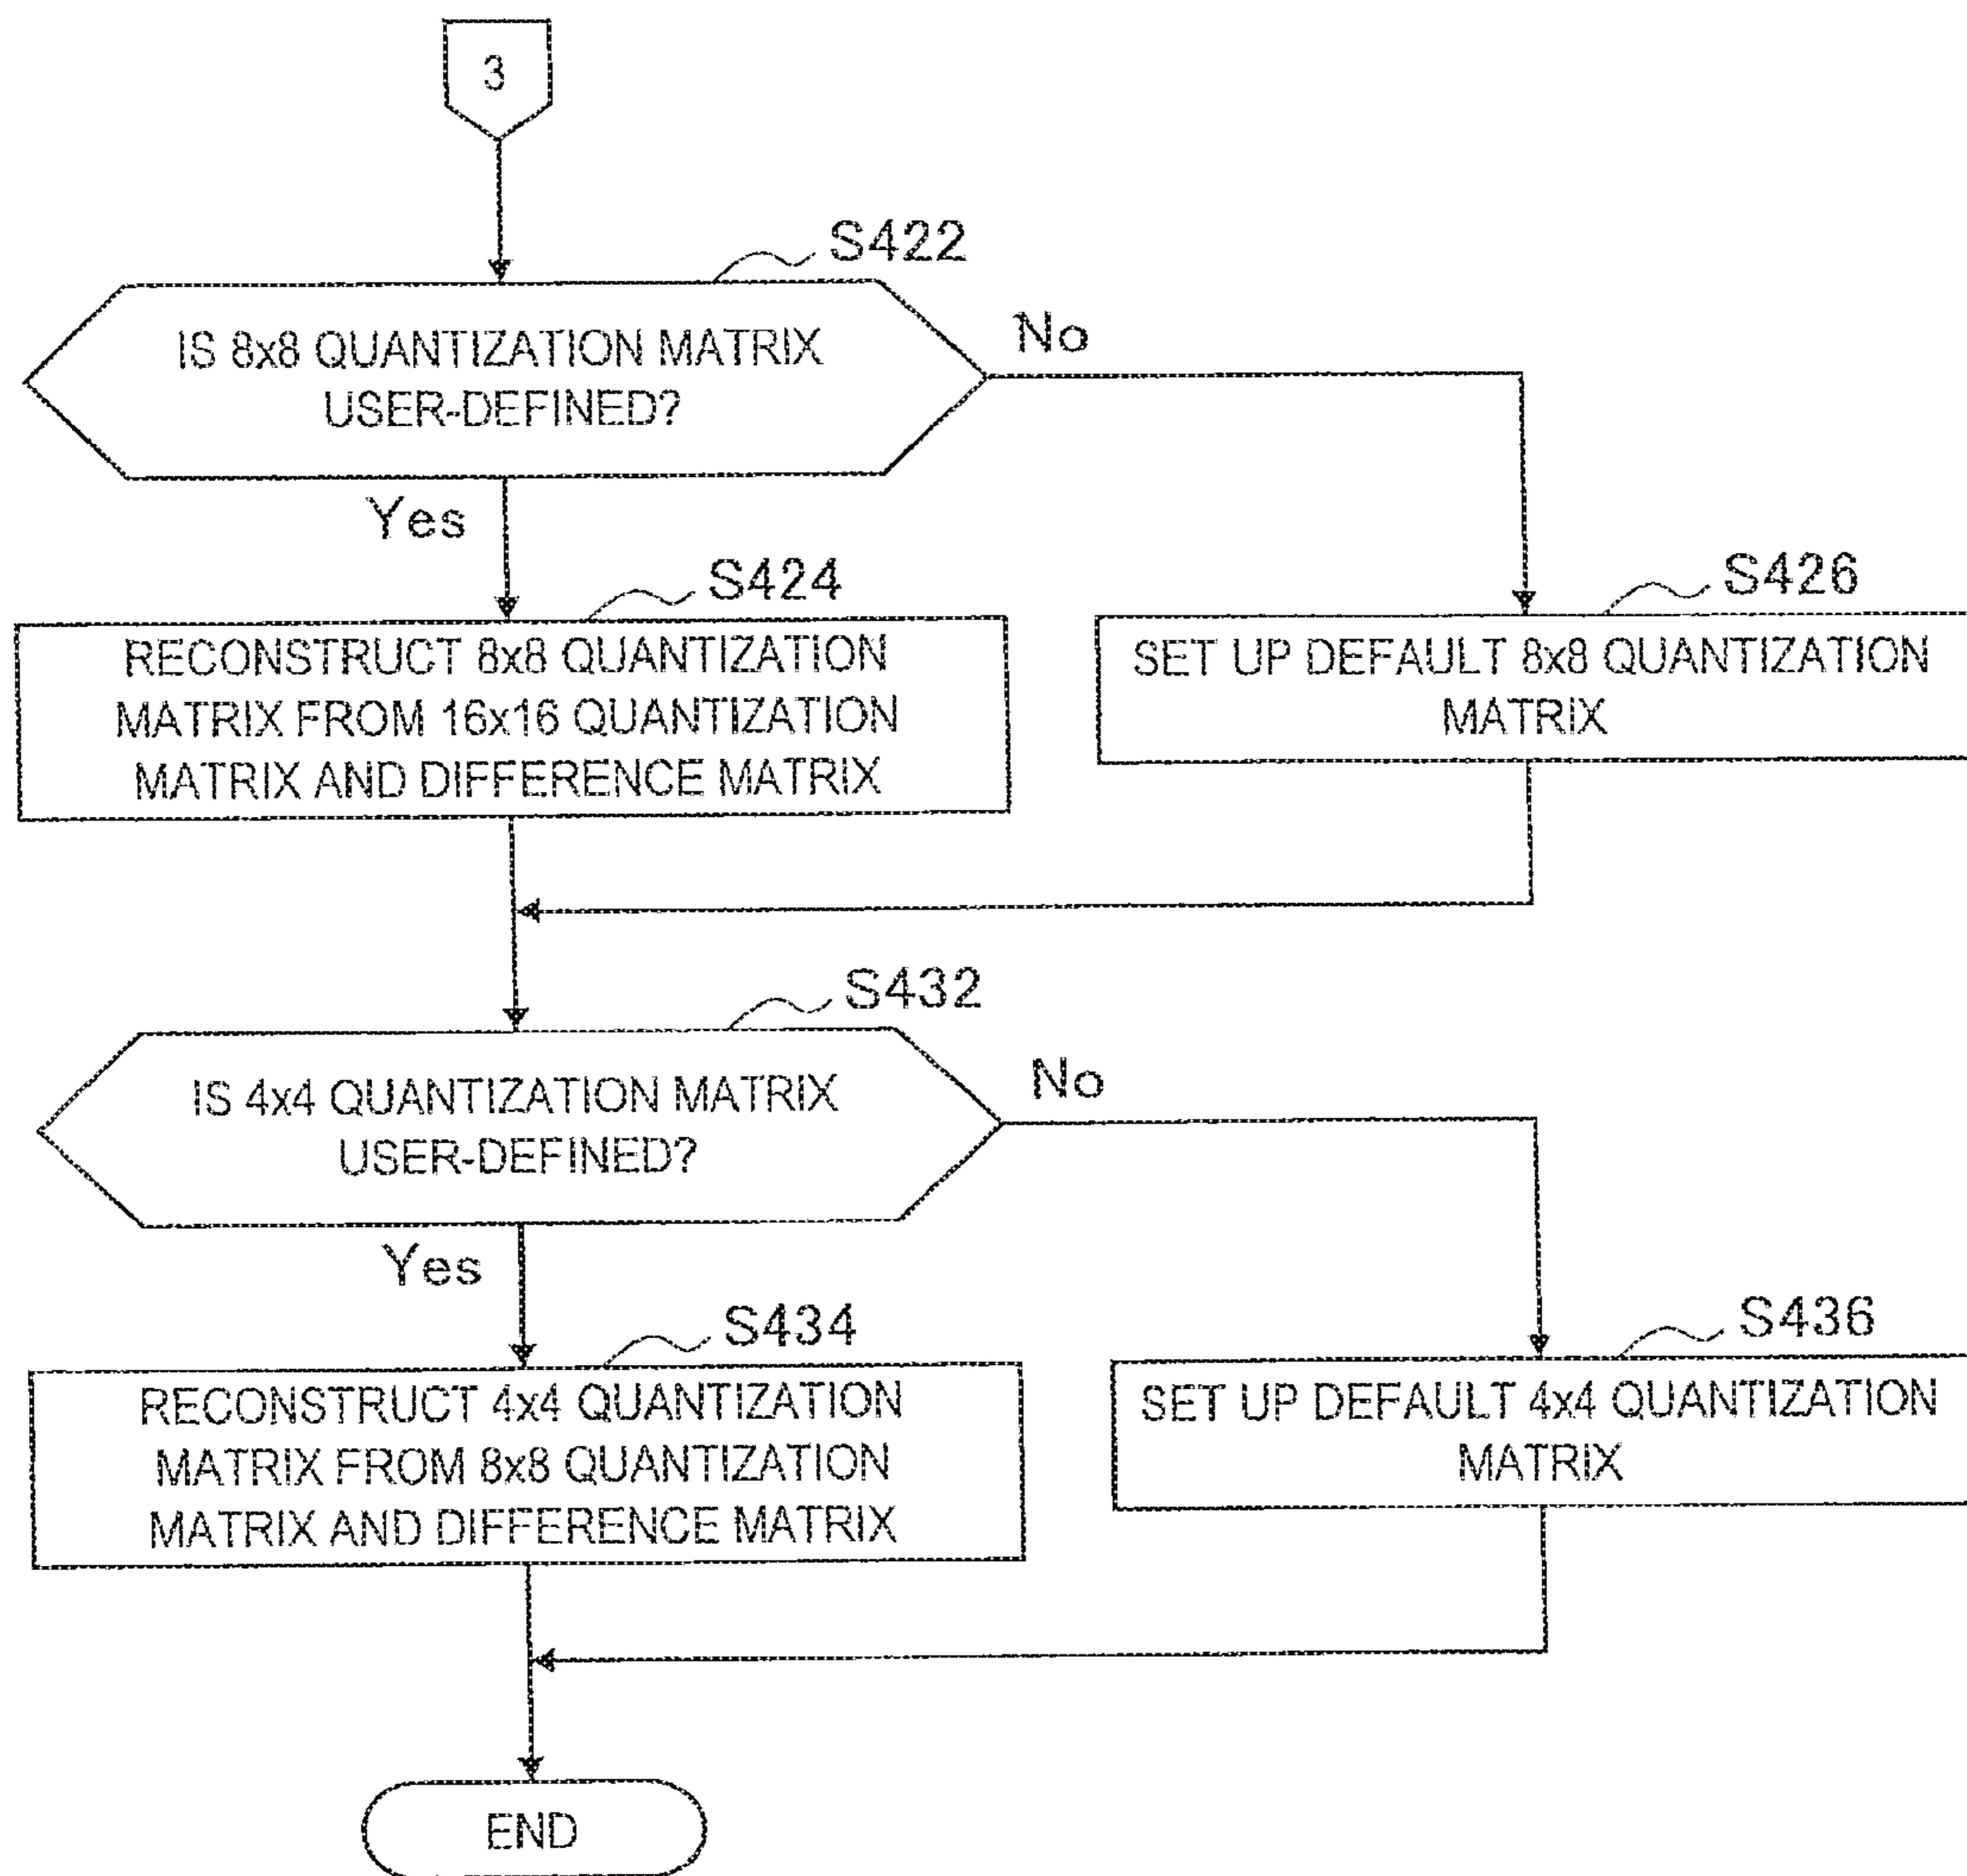 3
S422
IS 8x8 QUANTIZATION MATRIX
USER-DEFINED?
No
Yes
S424
RECONSTRUCT 8x8 QUANTIZATION
MATRIX FROM 16x16 QUANTIZATION
MATRIX AND DIFFERENCE MATRIX
S426
SET UP DEFAULT 8x8 QUANTIZATION
MATRIX
S432
IS 4x4 QUANTIZATION MATRIX
USER-DEFINED?
No
Yes
S434
RECONSTRUCT 4x4 QUANTIZATION
MATRIX FROM 8x8 QUANTIZATION
MATRIX AND DIFFERENCE MATRIX
S436
SET UP DEFAULT 4x4 QUANTIZATION
MATRIX
END